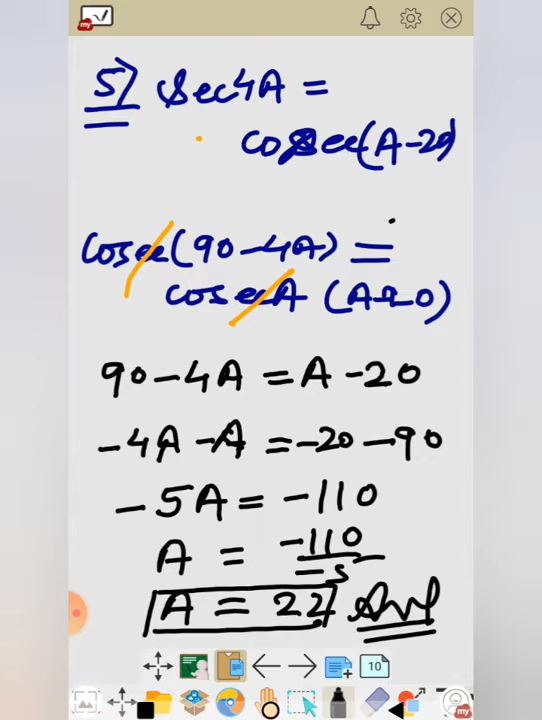 5) Sec4A =
cosec(A-20)
cosec(90-4A) =
cosecA (A-20)
90-4A = A-20
-4A-A = -20-90
-5A = -110
A = -110
-5
A = 22 Ans
10